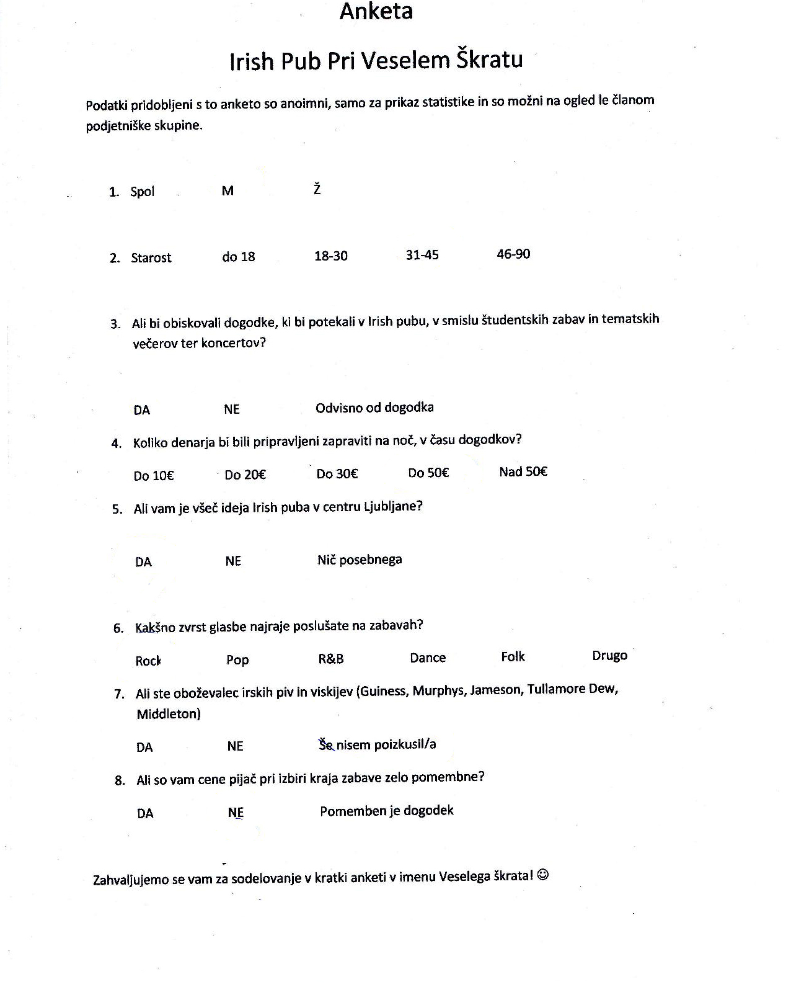 Anketa
Irish Pub Pri Veselem Škratu
Podatki pridobljeni s to anketo so anoimni, samo za prikaz statistike in so možni na ogled le članom
podjetniške skupine.
1. Spol M Ž
2. Starost do 18 18-30 31-45 46-90
3. Ali bi obiskovali dogodke, ki bi potekali v Irish pubu, v smislu študentskih zabav in tematskih
večerov ter koncertov?
DA NE Odvisno od dogodka
4. Koliko denarja bi bili pripravljeni zapraviti na noč, v času dogodkov?
Do 10€ Do 20€ Do 30€ Do 50€ Nad 50€
5. Ali vam je všeč ideja Irish puba v centru Ljubljane?
DA NE Nič posebnega
6. Kakšno zvrst glasbe najraje poslušate na zabavah?
Rock Pop R&B Dance Folk Drugo
7. Ali ste oboževalec irskih piv in viskijev (Guiness, Murphys, Jameson, Tullamore Dew,
Middleton)
DA NE Še nisem poizkusil/a
8. Ali so vam cene pijač pri izbiri kraja zabave zelo pomembne?
DA NE Pomemben je dogodek
Zahvaljujemo se vam za sodelovanje v kratki anketi v imenu Veselega škrata! ☺